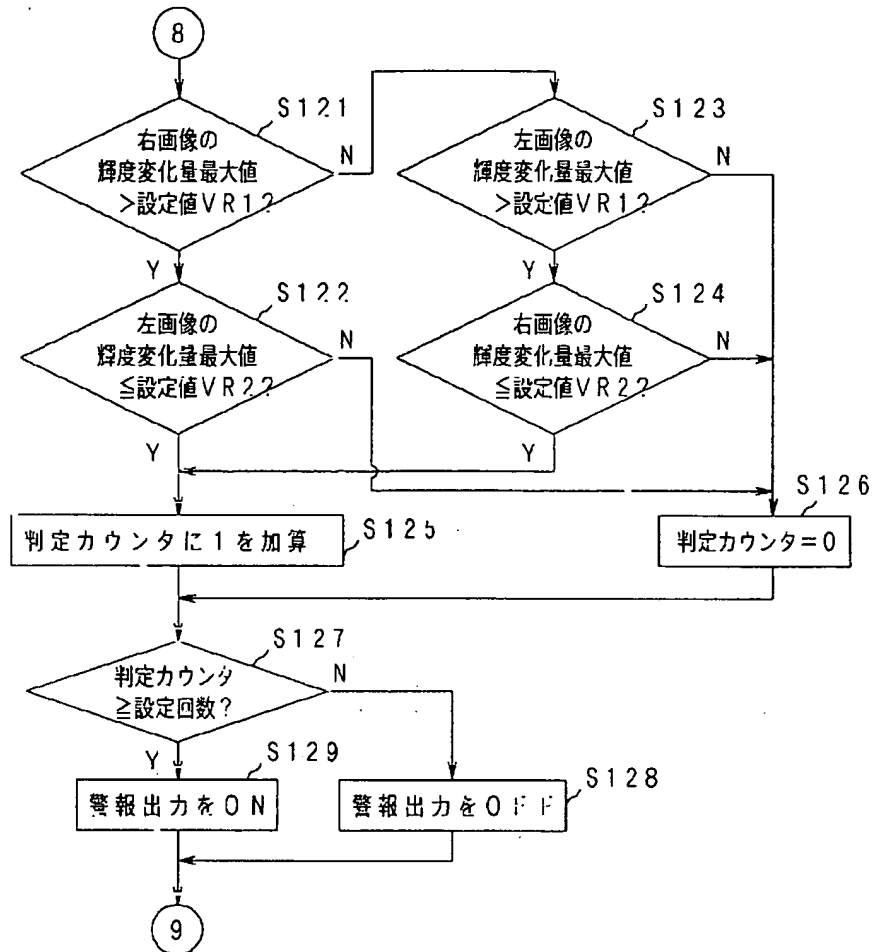 8
S121
右画像の
輝度変化量最大値
>設定値VR1?
N
Y
S123
左画像の
輝度変化量最大値
>設定値VR1?
N
Y
S122
左画像の
輝度変化量最大値
≦設定値VR2?
N
Y
S124
右画像の
輝度変化量最大値
≦設定値VR2?
N
Y
S125
判定カウンタに1を加算
S126
判定カウンタ=0
S127
判定カウンタ
≧設定回数?
N
Y
S129
警報出力をON
S128
警報出力をOFF
9